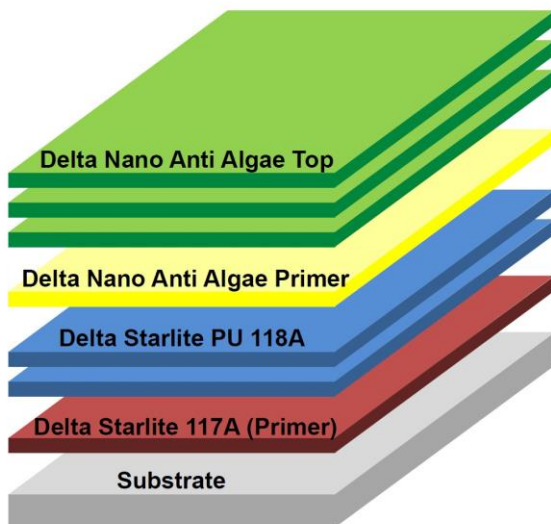 Delta Nano Anti Algae Top
Delta Nano Anti Algae Primer
Delta Starlite PU 118A
Delta Starlite 117A (Primer)
Substrate